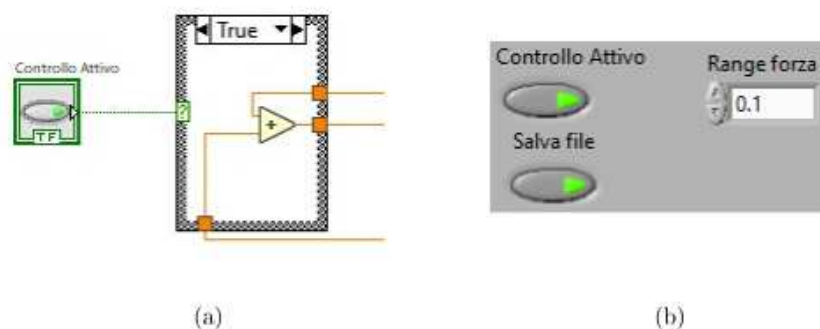 Controllo Attivo
TF
True
?
+
Controllo Attivo
Range forza
0.1
Salva file
(a)
(b)